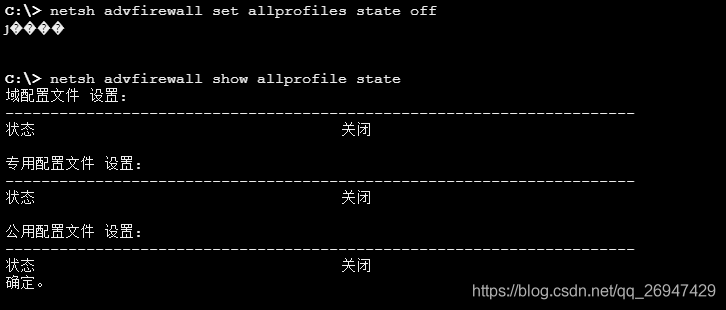 C:\> netsh advfirewall set allprofiles state off
C:\> netsh advfirewall show allprofile state
域配置文件 设置：
----------------------------------------------------------------------
状态 关闭
专用配置文件 设置：
----------------------------------------------------------------------
状态 关闭
公用配置文件 设置：
----------------------------------------------------------------------
状态 关闭
确定。
https://blog.csdn.net/qq_26947429